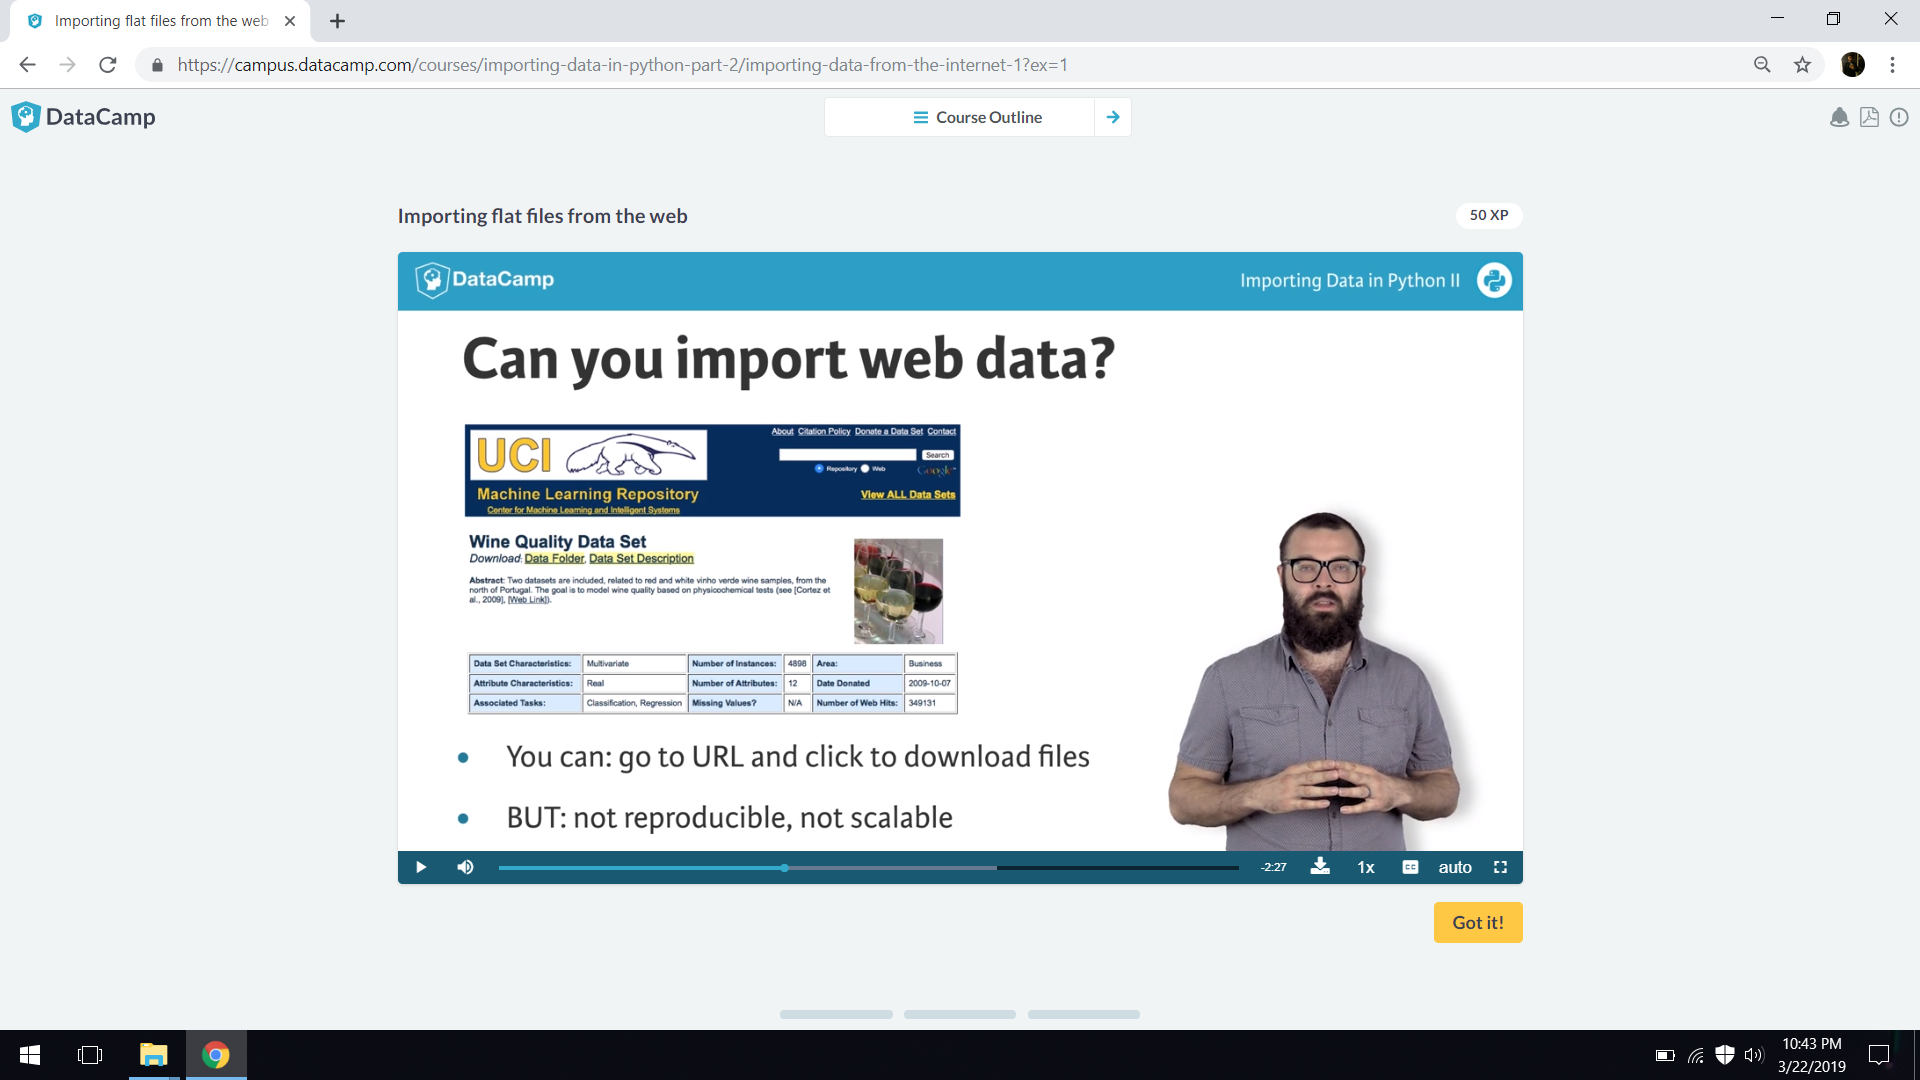 Importing flat files from the web
https://campus.datacamp.com/courses/importing-data-in-python-part-2/importing-data-from-the-internet-1?ex=1
DataCamp
Course Outline
Importing flat files from the web
50 XP
DataCamp
Importing Data in Python II
Can you import web data?
UCI
About Citation Policy Donate a Data Set Contact
Search
Repository Web
Google™
Machine Learning Repository
View ALL Data Sets
Center for Machine Learning and Intelligent Systems
Wine Quality Data Set
Download: Data Folder, Data Set Description
Abstract: Two datasets are included, related to red and white vinho verde wine samples, from the
north of Portugal. The goal is to model wine quality based on physicochemical tests (see [Cortez et
al., 2009], [Web Link]).
Data Set Characteristics: Multivariate Number of Instances: 4898 Area: Business
Attribute Characteristics: Real Number of Attributes: 12 Date Donated 2009-10-07
Associated Tasks: Classification, Regression Missing Values? N/A Number of Web Hits: 349131
You can: go to URL and click to download files
BUT: not reproducible, not scalable
-2:27
1x
CC
auto
Got it!
10:43 PM
3/22/2019